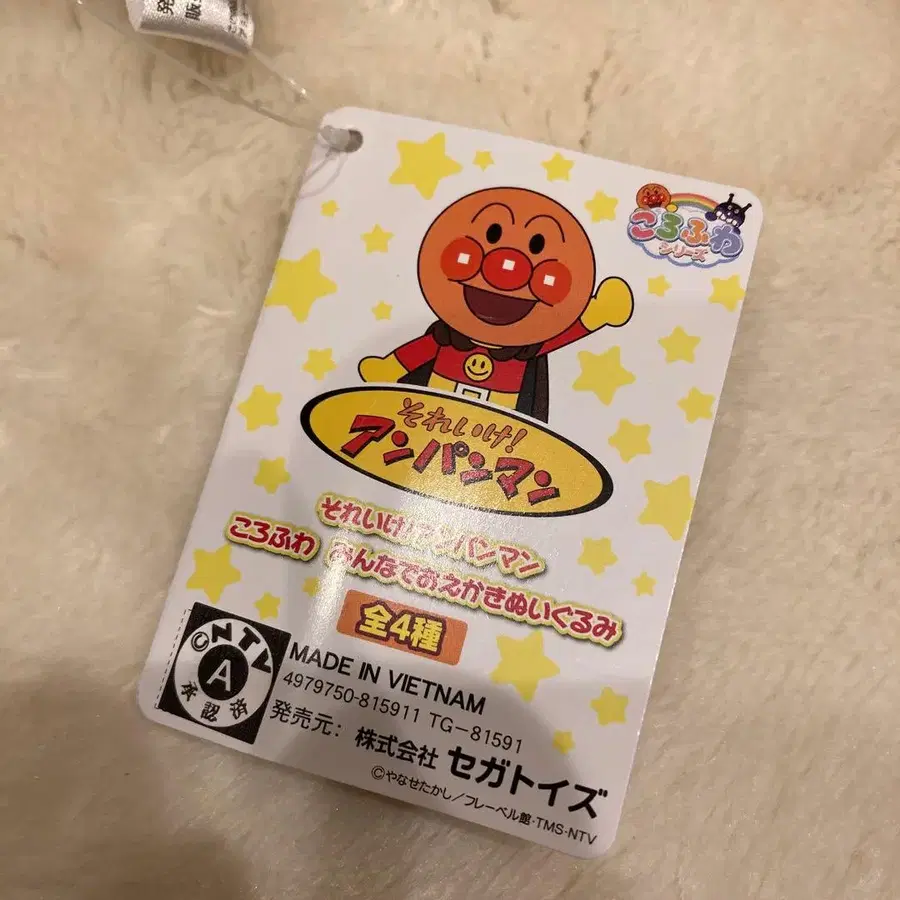 発
販
ころふわ
シリーズ
それいけ!
アンパンマン
それいけ!アンパンマン
ころふわ みんなでおえかきぬいぐるみ
全4種
©NTV
A
承認済
MADE IN VIETNAM
4979750-815911 TG-81591
発売元: 株式会社 セガトイズ
©やなせたかし/フレーベル館・TMS・NTV